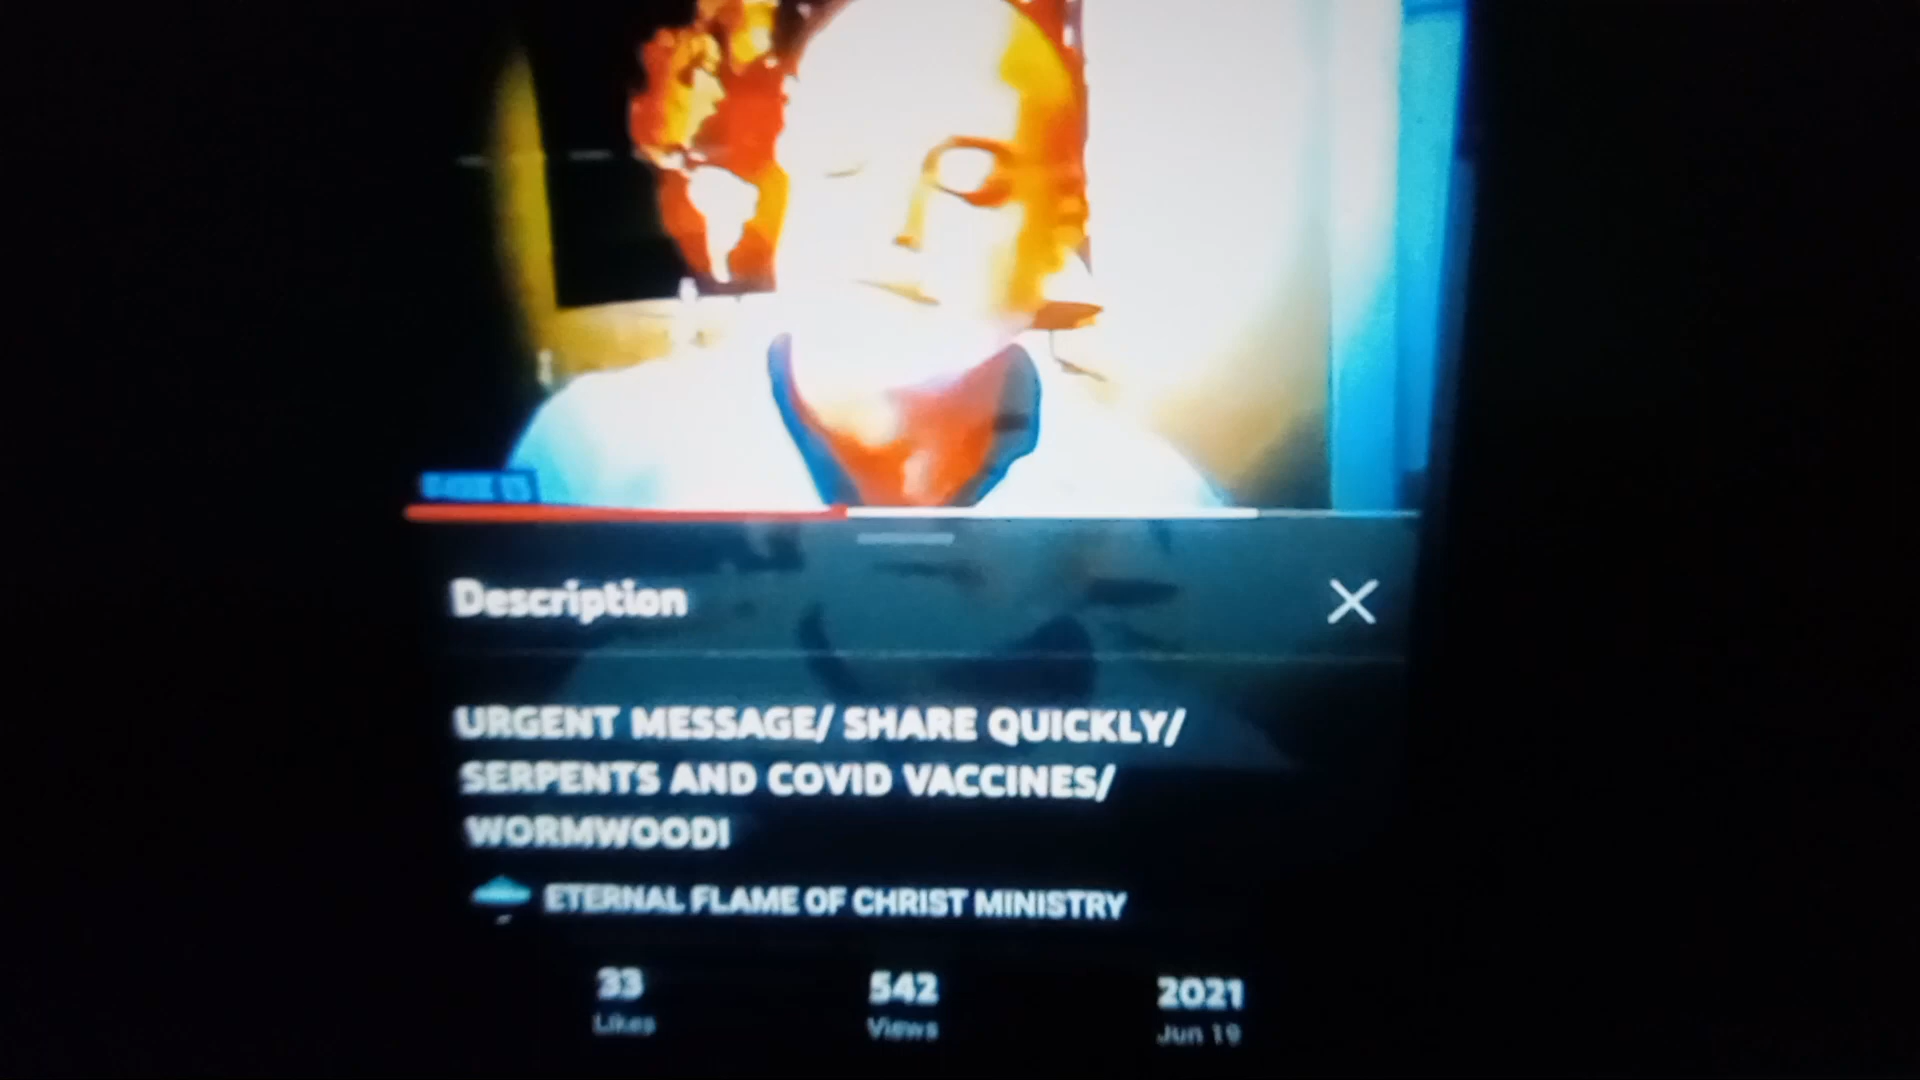 Description
URGENT MESSAGE/ SHARE QUICKLY/
SERPENTS AND COVID VACCINES/
WORMWOOD!
ETERNAL FLAME OF CHRIST MINISTRY
33 542 2021
Likes Views Jun 19